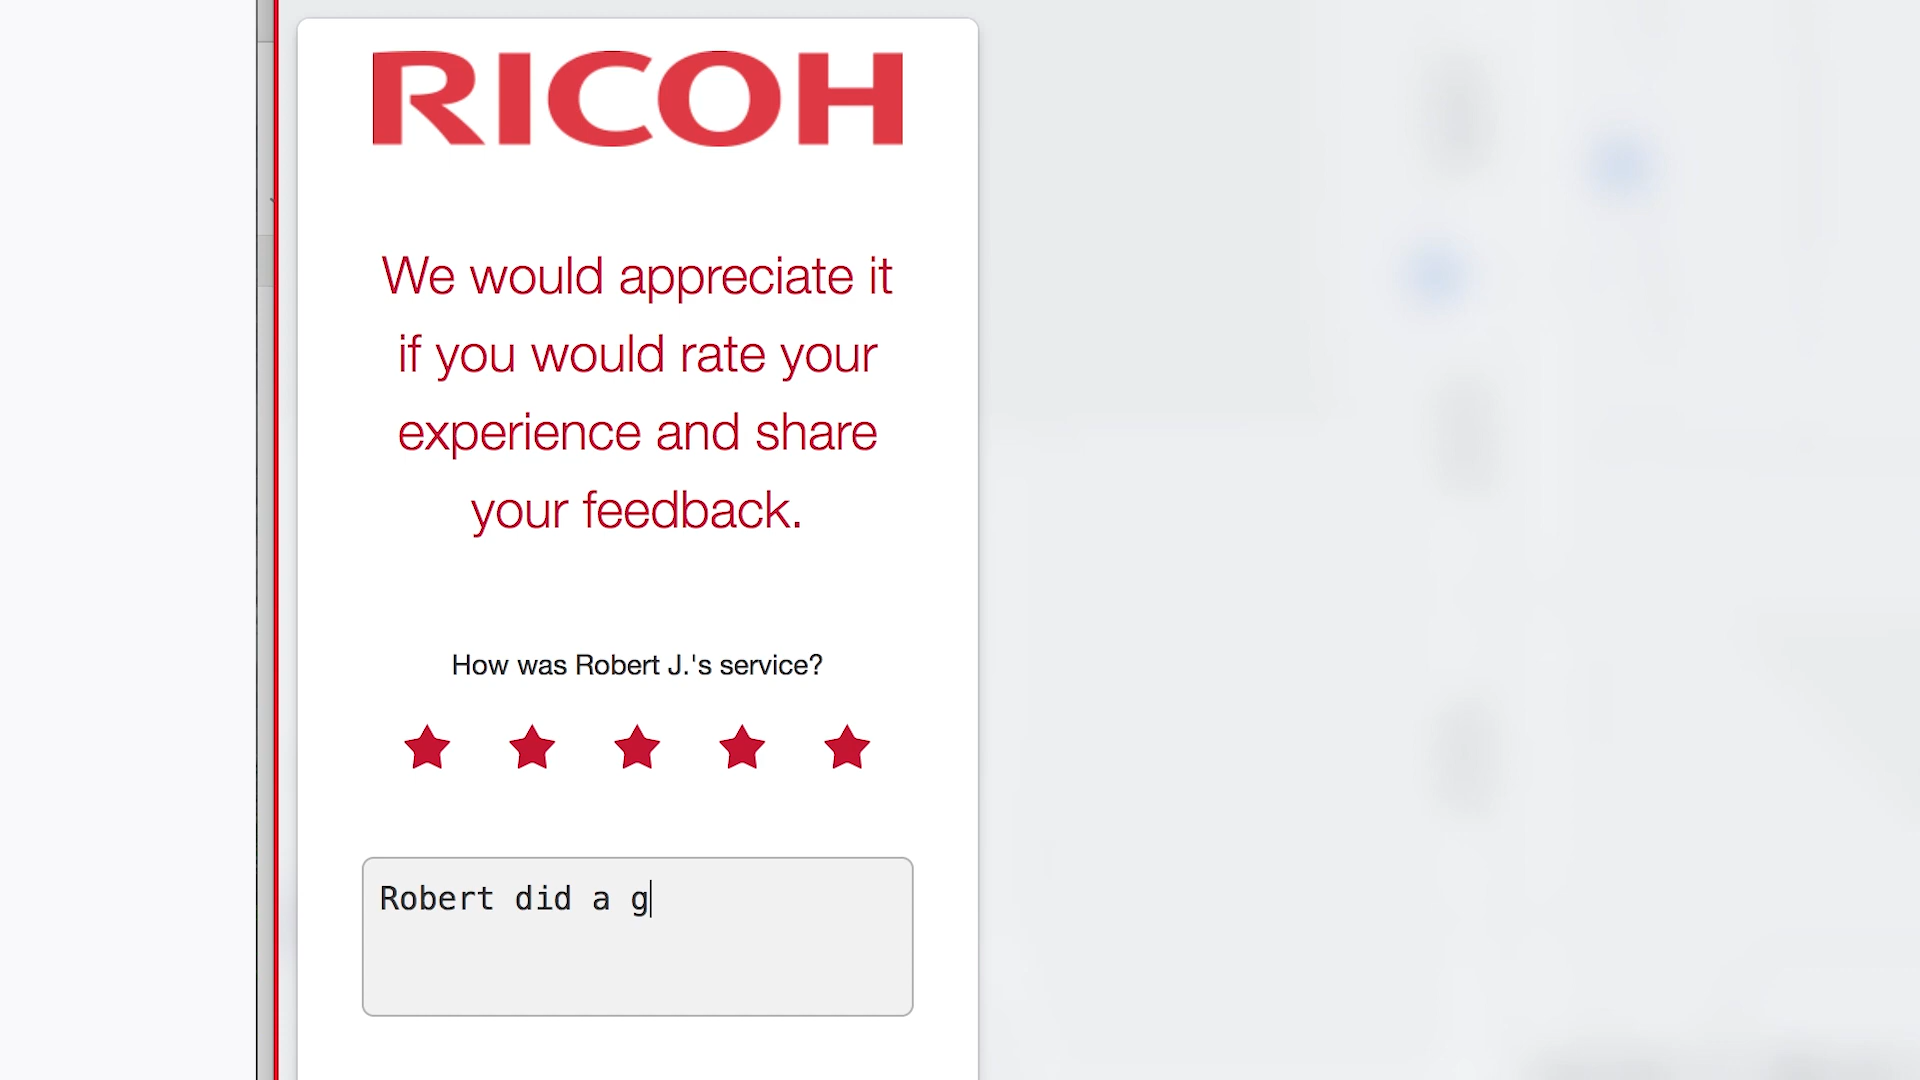 RICOH
We would appreciate it
if you would rate your
experience and share
your feedback.
How was Robert J.'s service?
Robert did a g